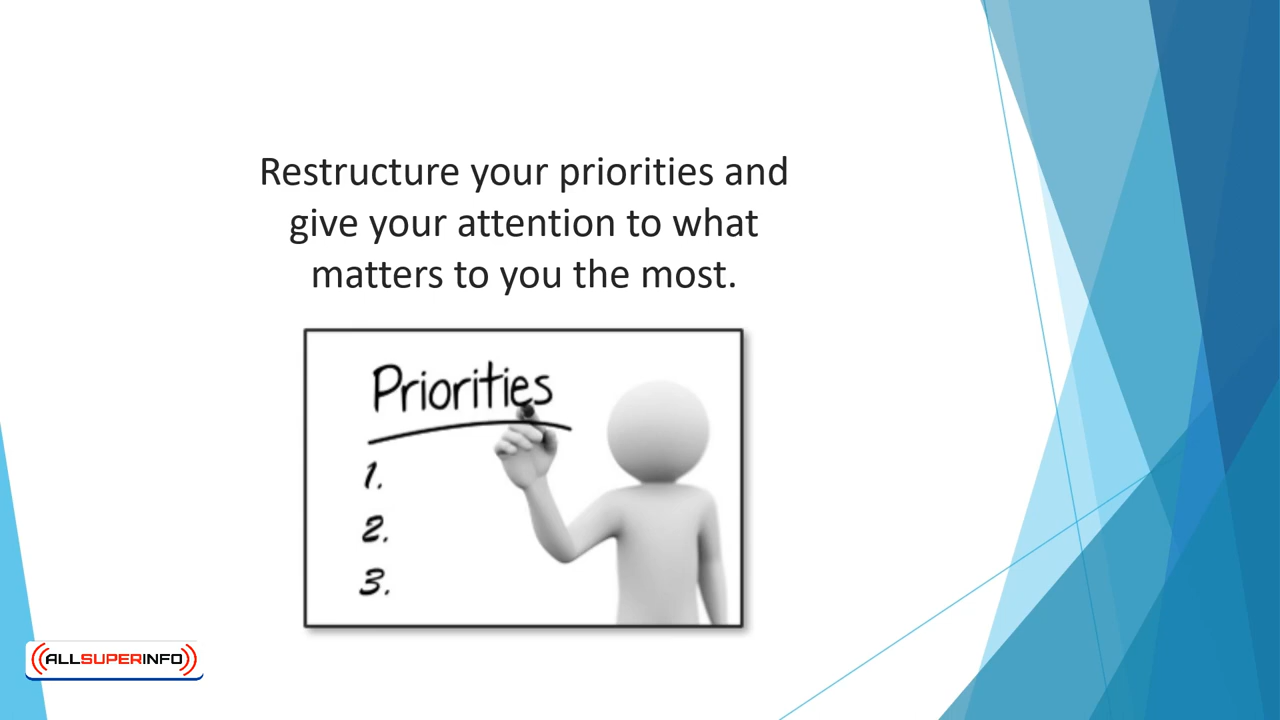 Restructure your priorities and
give your attention to what
matters to you the most.
Priorities
1.
2.
3.
ALLSUPERINFO